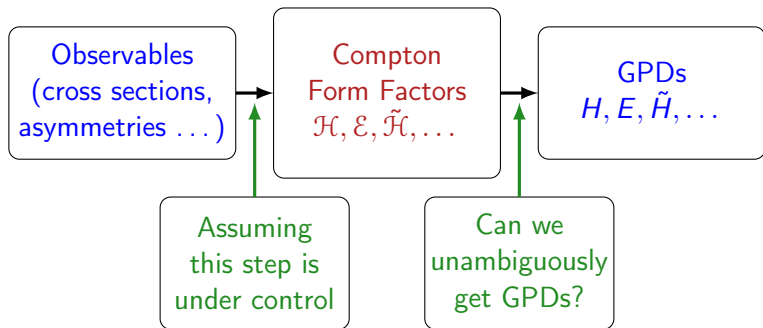 Observables
(cross sections,
asymmetries . . . )
Compton
Form Factors
ℋ, ℰ, ℋ̃, . . .
GPDs
H, E, H̃, . . .
Assuming
this step is
under control
Can we
unambiguously
get GPDs?